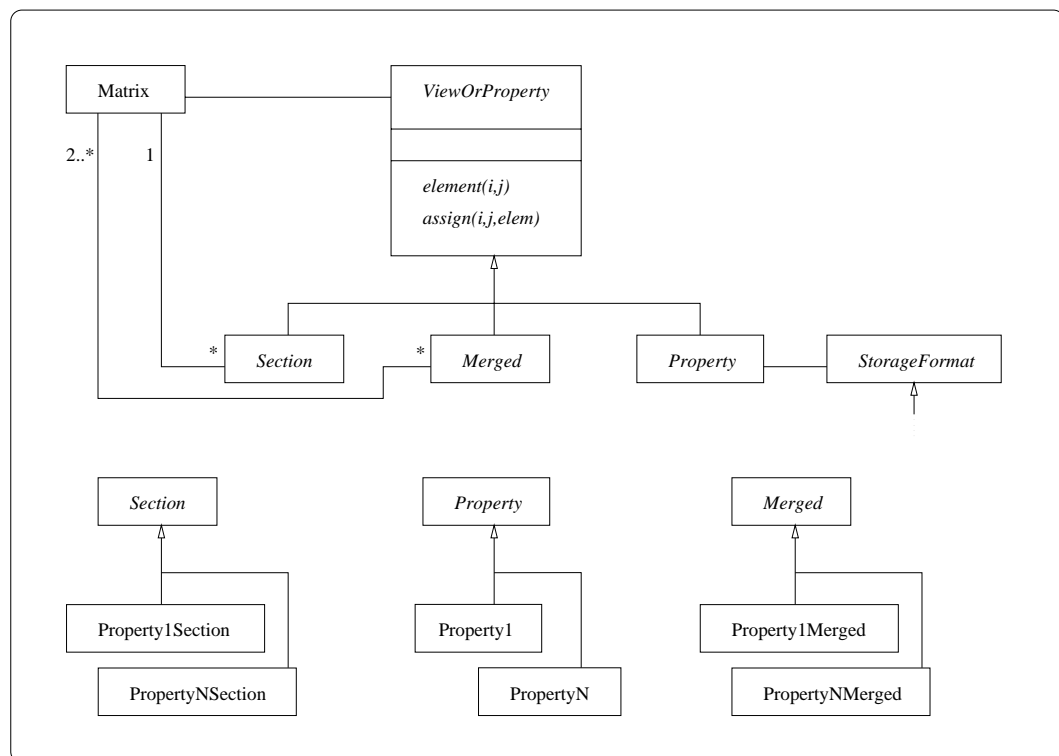 Matrix
ViewOrProperty
2..*
1
element(i,j)
assign(i,j,elem)
*
*
Section
Merged
Property
StorageFormat
Section
Property
Merged
Property1Section
Property1
Property1Merged
PropertyNSection
PropertyN
PropertyNMerged